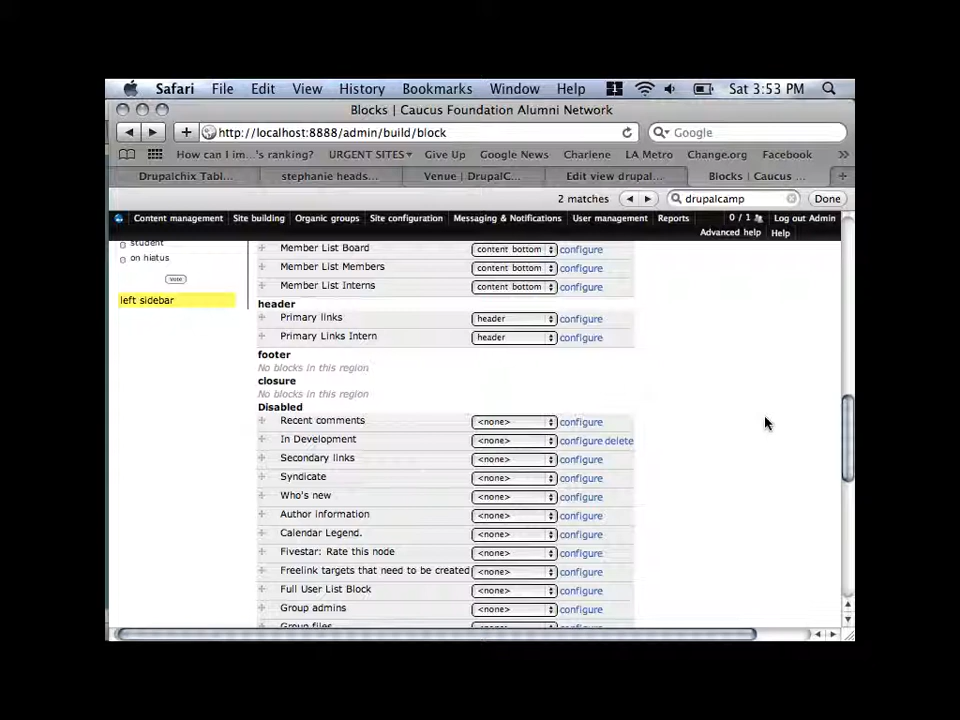 Safari File Edit View History Bookmarks Window Help Sat 3:53 PM
Blocks | Caucus Foundation Alumni Network
http://localhost:8888/admin/build/block
Google
How can I im...'s ranking? URGENT SITES Give Up Google News Charlene LA Metro Change.org Facebook
Drupalchix Tabl... stephanie heads... Venue | DrupalC... Edit view drupal... Blocks | Caucus ...
2 matches drupalcamp Done
Content management Site building Organic groups Site configuration Messaging & Notifications User management Reports 0 / 1 Log out Admin
Advanced help Help
student
on hiatus
vote
left sidebar
Member List Board content bottom configure
Member List Members content bottom configure
Member List Interns content bottom configure
header
Primary links header configure
Primary Links Intern header configure
footer
No blocks in this region
closure
No blocks in this region
Disabled
Recent comments <none> configure
In Development <none> configure delete
Secondary links <none> configure
Syndicate <none> configure
Who's new <none> configure
Author information <none> configure
Calendar Legend. <none> configure
Fivestar: Rate this node <none> configure
Freelink targets that need to be created <none> configure
Full User List Block <none> configure
Group admins <none> configure
Group files